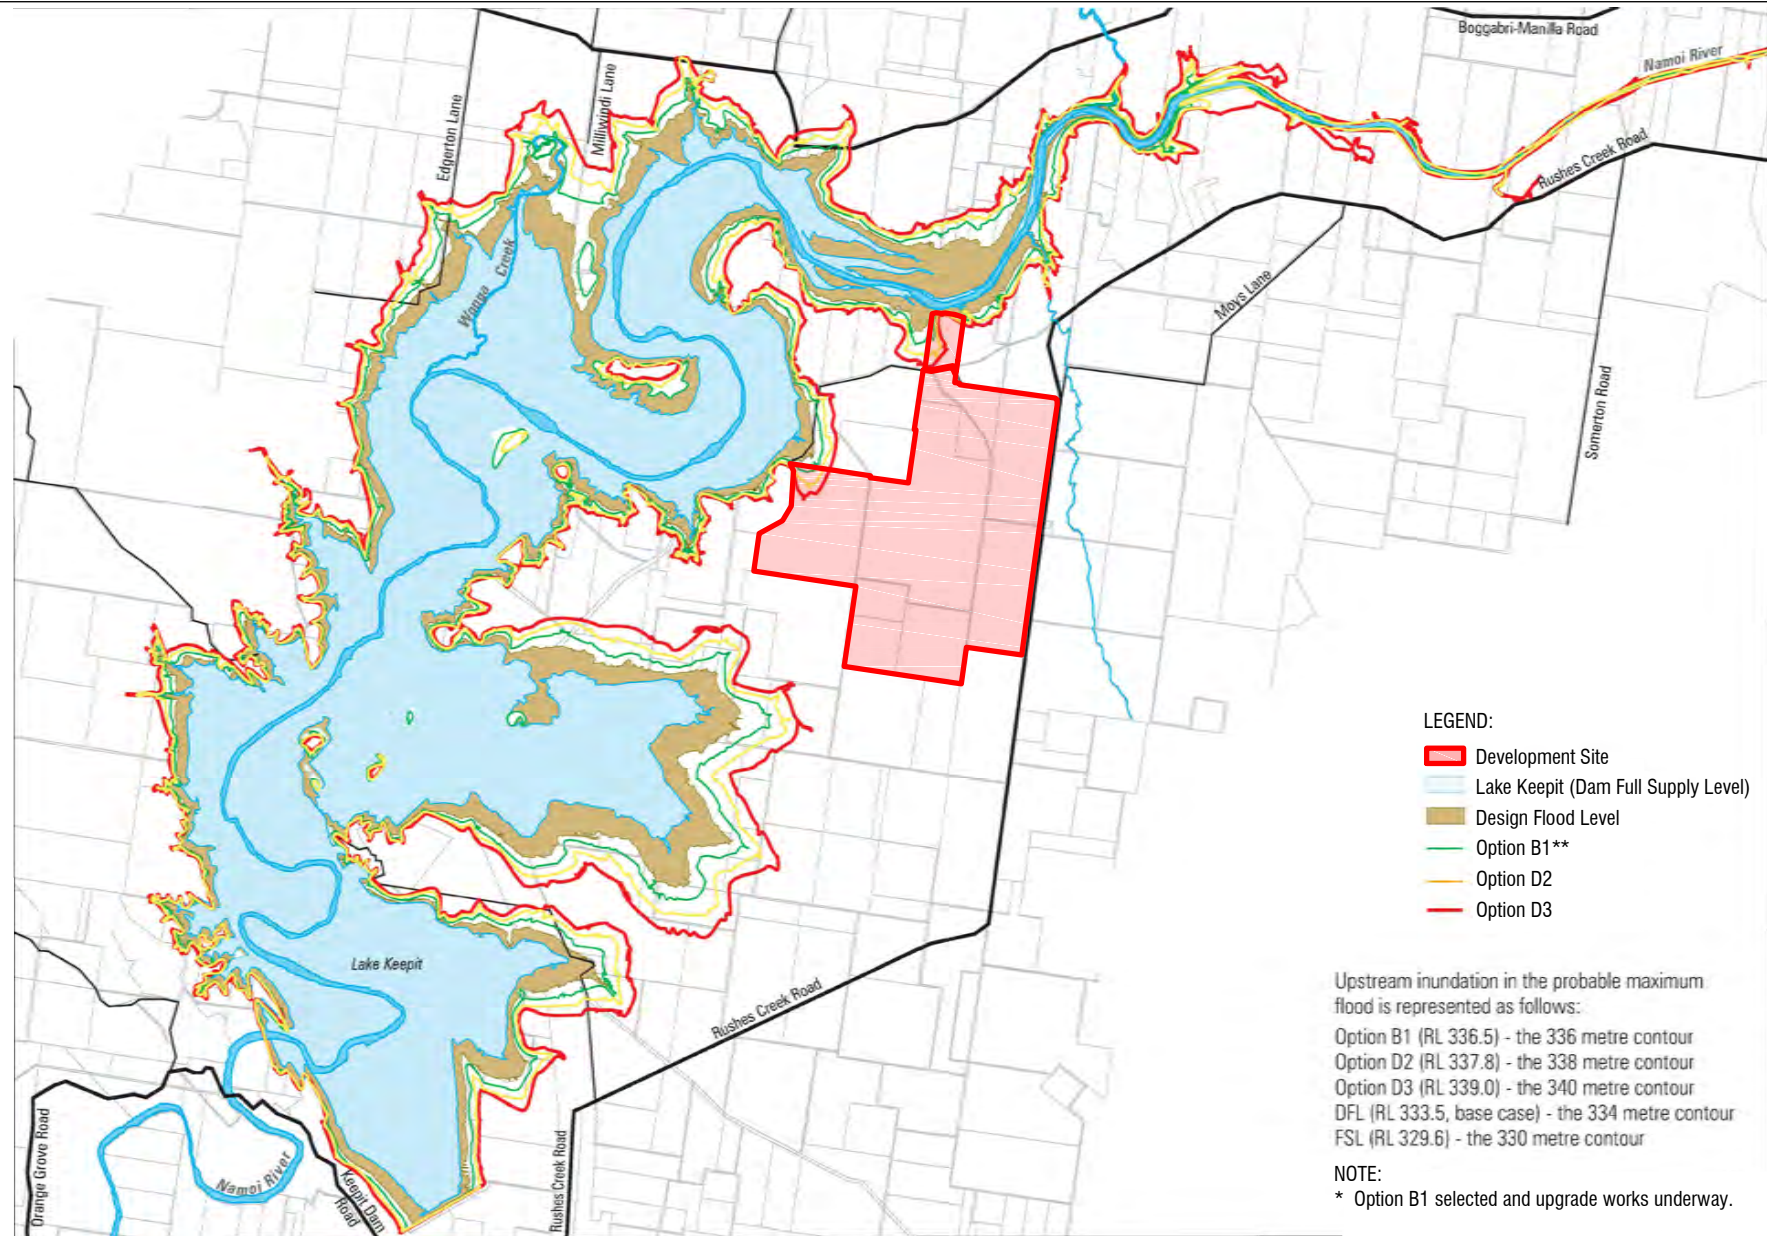 Boggabri-Manilla Road
Namoi River
Edgerton Lane
Milliwindi Lane
Rushes Creek Road
Wanna Creek
Moys Lane
Somerton Road
LEGEND:
Development Site
Lake Keepit (Dam Full Supply Level)
Design Flood Level
Option B1**
Option D2
Option D3
Lake Keepit
Rushes Creek Road
Upstream inundation in the probable maximum
flood is represented as follows:
Option B1 (RL 336.5) - the 336 metre contour
Option D2 (RL 337.8) - the 338 metre contour
Option D3 (RL 339.0) - the 340 metre contour
DFL (RL 333.5, base case) - the 334 metre contour
FSL (RL 329.6) - the 330 metre contour
NOTE:
* Option B1 selected and upgrade works underway.
Orange Grove Road
Namoi River
Keepit Dam
Road
Rushes Creek Road